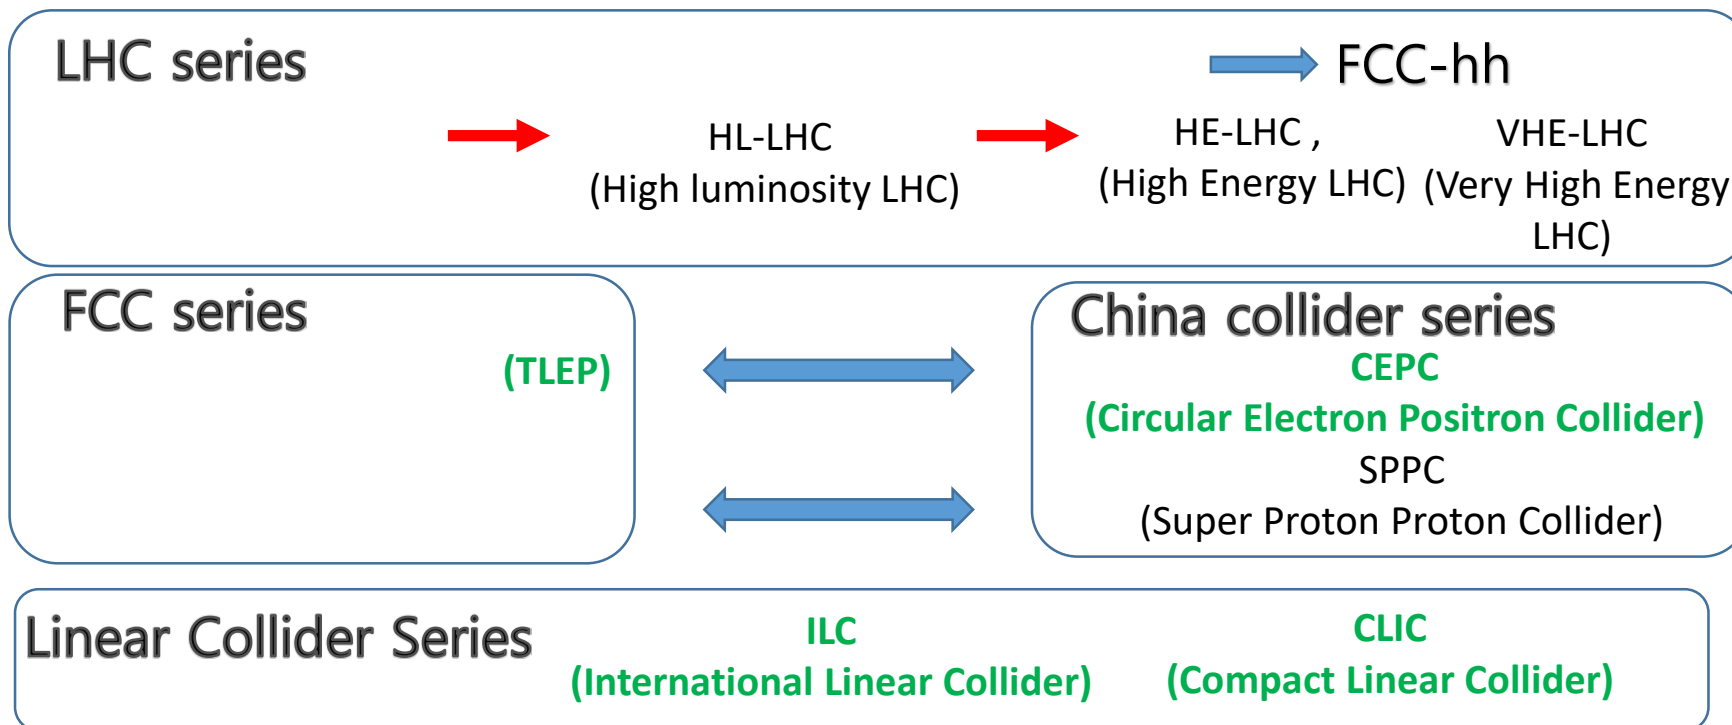 LHC series
FCC-hh
HL-LHC
(High luminosity LHC)
HE-LHC ,
(High Energy LHC)
VHE-LHC
(Very High Energy
LHC)
FCC series
(TLEP)
China collider series
CEPC
(Circular Electron Positron Collider)
SPPC
(Super Proton Proton Collider)
Linear Collider Series
ILC
(International Linear Collider)
CLIC
(Compact Linear Collider)